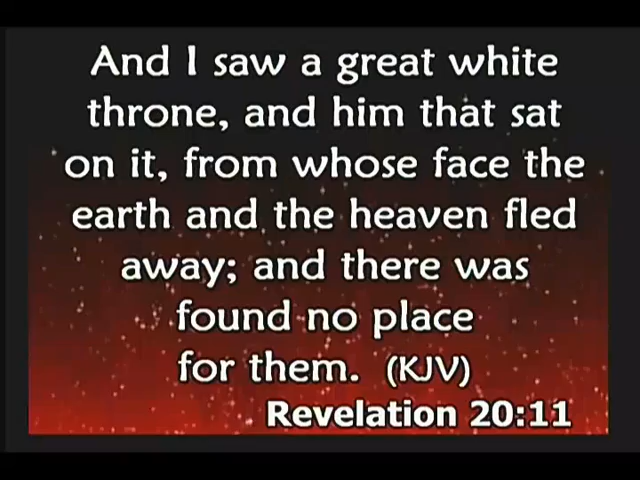 And I saw a great white
throne, and him that sat
on it, from whose face the
earth and the heaven fled
away; and there was
found no place
for them. (KJV)
Revelation 20:11